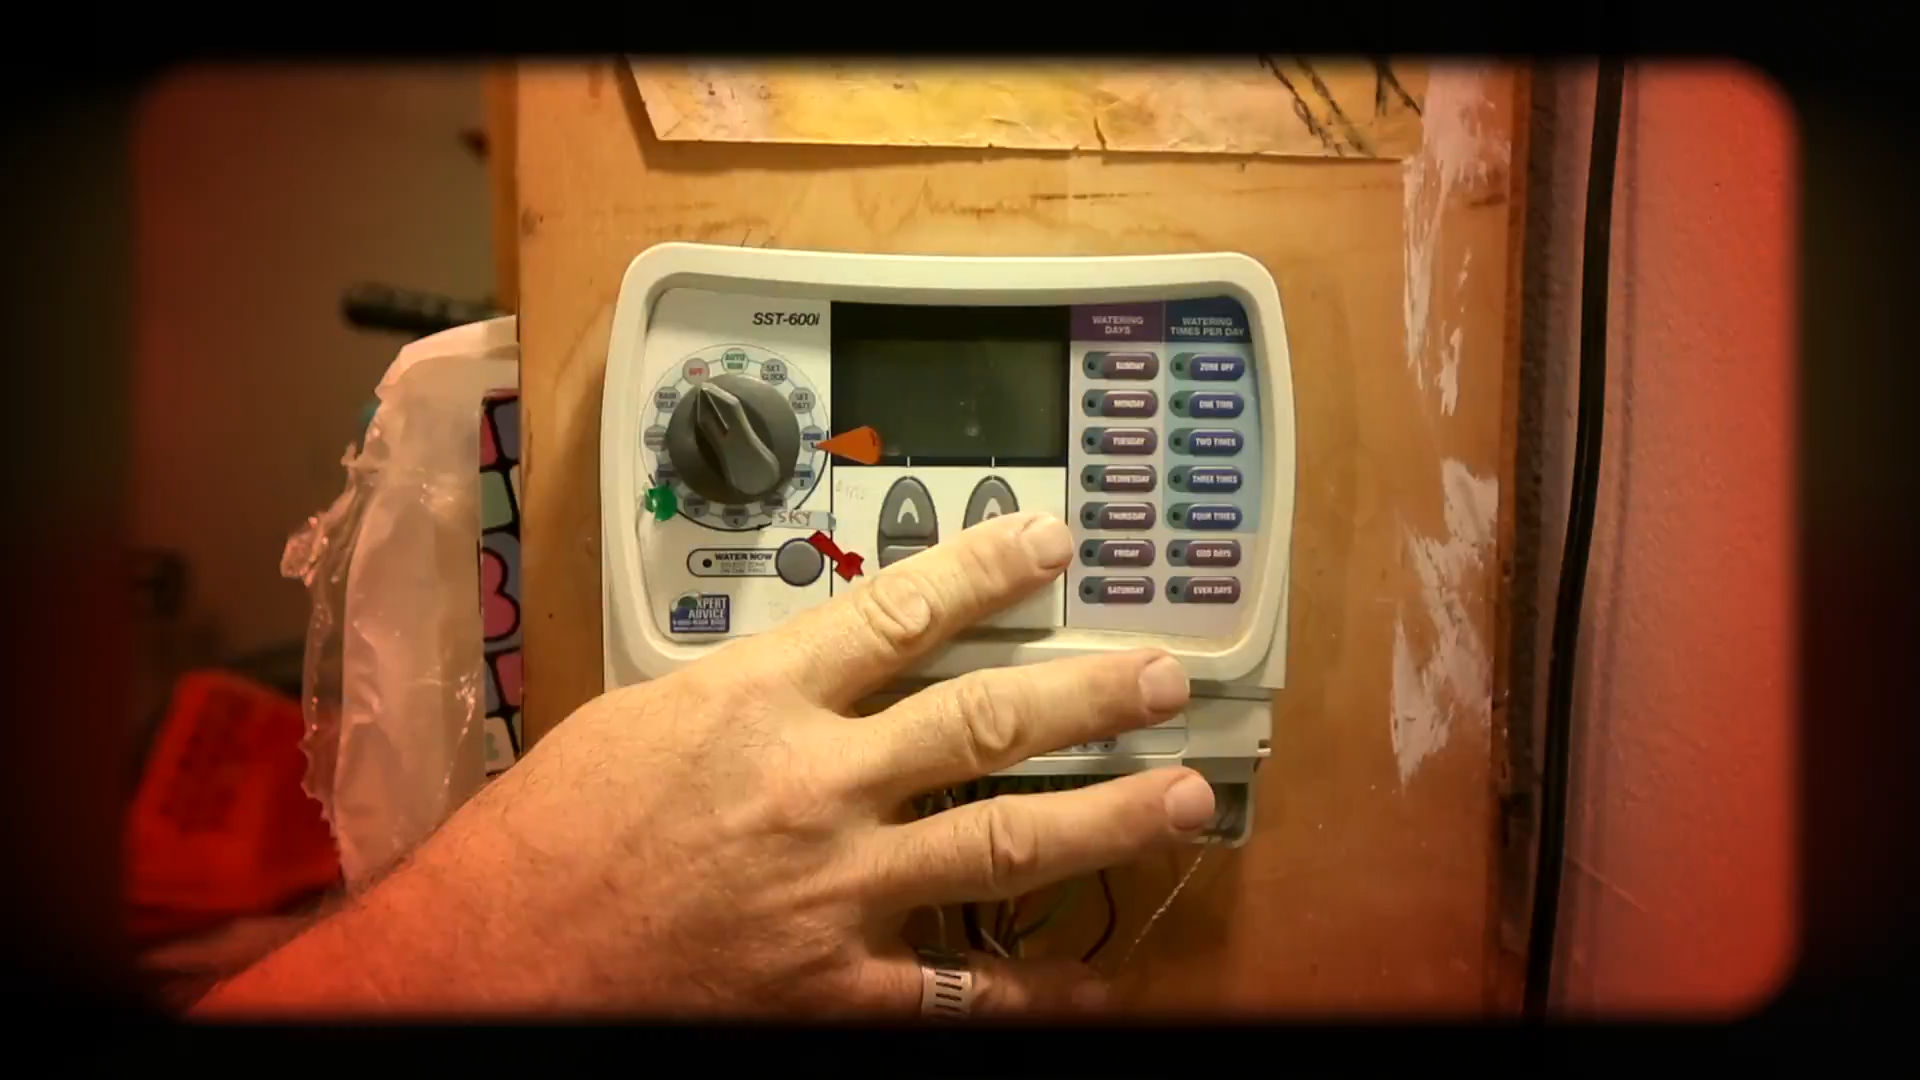 SST-600i
OFF
AUTO
RUN
SET
CLOCK
SET
DATE
ZONE
1
SKY
WATER NOW
EXPERT
ADVICE
WATERING
DAYS
SUNDAY
MONDAY
TUESDAY
WEDNESDAY
THURSDAY
FRIDAY
SATURDAY
WATERING
TIMES PER DAY
ZONE OFF
ONE TIME
TWO TIMES
THREE TIMES
FOUR TIMES
ODD DAYS
EVEN DAYS